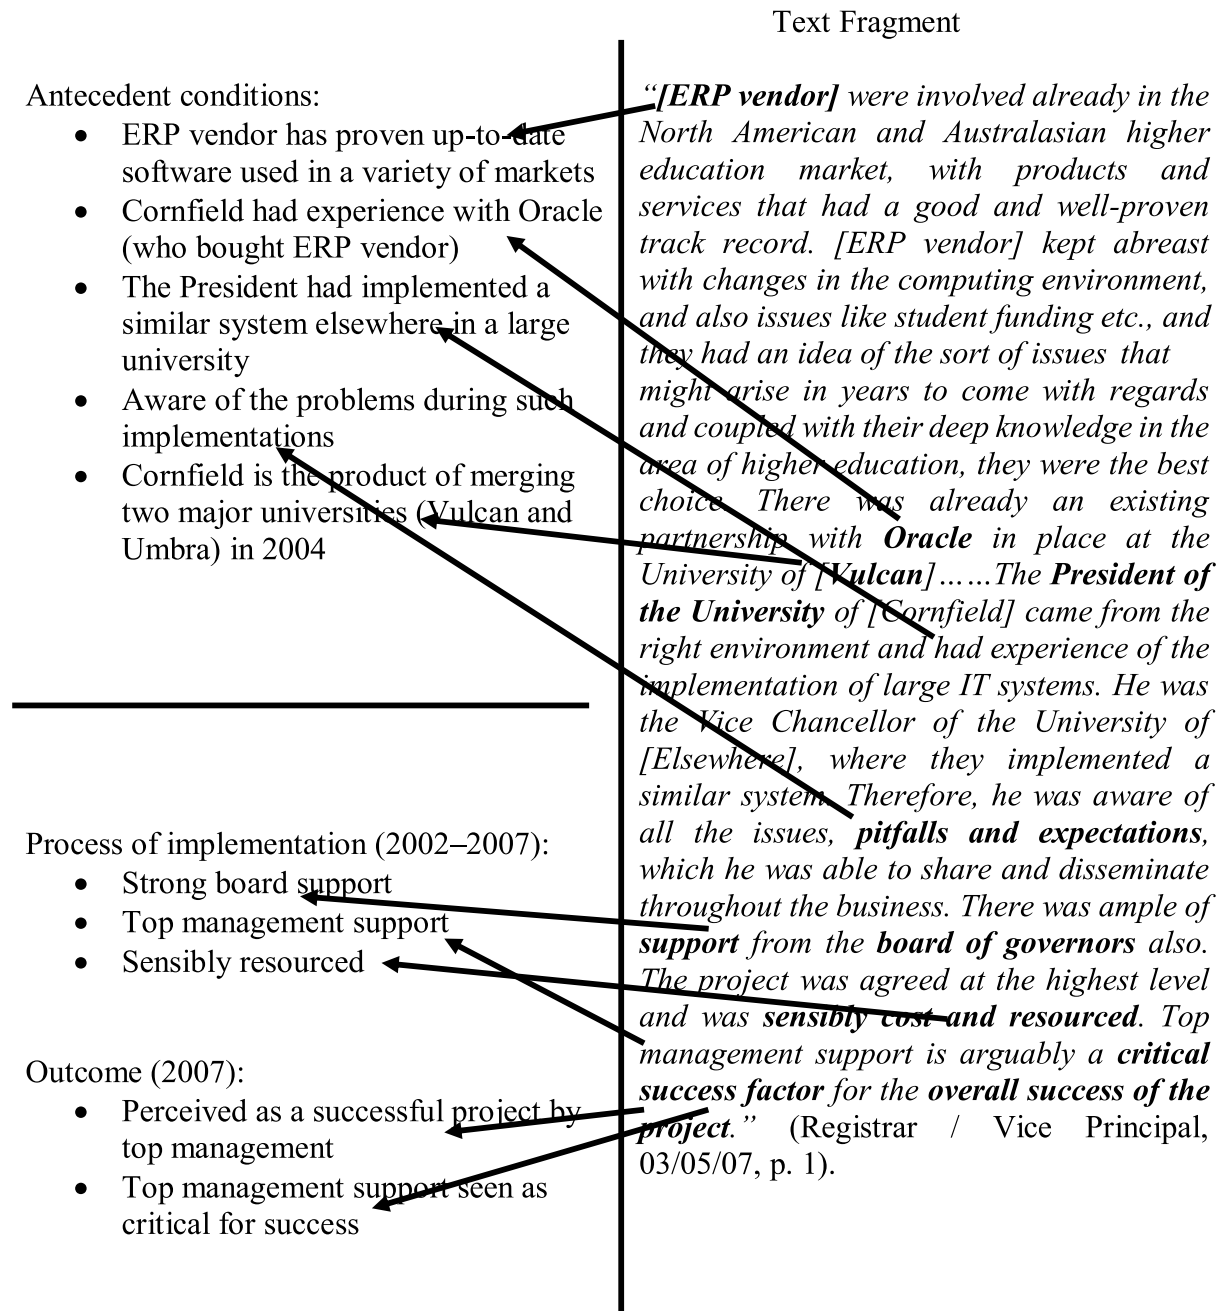 Text Fragment
Antecedent conditions:
• ERP vendor has proven up-to-date
software used in a variety of markets
• Cornfield had experience with Oracle
(who bought ERP vendor)
• The President had implemented a
similar system elsewhere in a large
university
• Aware of the problems during such
implementations
• Cornfield is the product of merging
two major universities (Vulcan and
Umbra) in 2004
Process of implementation (2002–2007):
• Strong board support
• Top management support
• Sensibly resourced
Outcome (2007):
• Perceived as a successful project by
top management
• Top management support seen as
critical for success
“[ERP vendor] were involved already in the
North American and Australasian higher
education market, with products and
services that had a good and well-proven
track record. [ERP vendor] kept abreast
with changes in the computing environment,
and also issues like student funding etc., and
they had an idea of the sort of issues that
might arise in years to come with regards
and coupled with their deep knowledge in the
area of higher education, they were the best
choice. There was already an existing
partnership with Oracle in place at the
University of [Vulcan]……The President of
the University of [Cornfield] came from the
right environment and had experience of the
implementation of large IT systems. He was
the Vice Chancellor of the University of
[Elsewhere], where they implemented a
similar system. Therefore, he was aware of
all the issues, pitfalls and expectations,
which he was able to share and disseminate
throughout the business. There was ample of
support from the board of governors also.
The project was agreed at the highest level
and was sensibly cost and resourced. Top
management support is arguably a critical
success factor for the overall success of the
project.” (Registrar / Vice Principal,
03/05/07, p. 1).